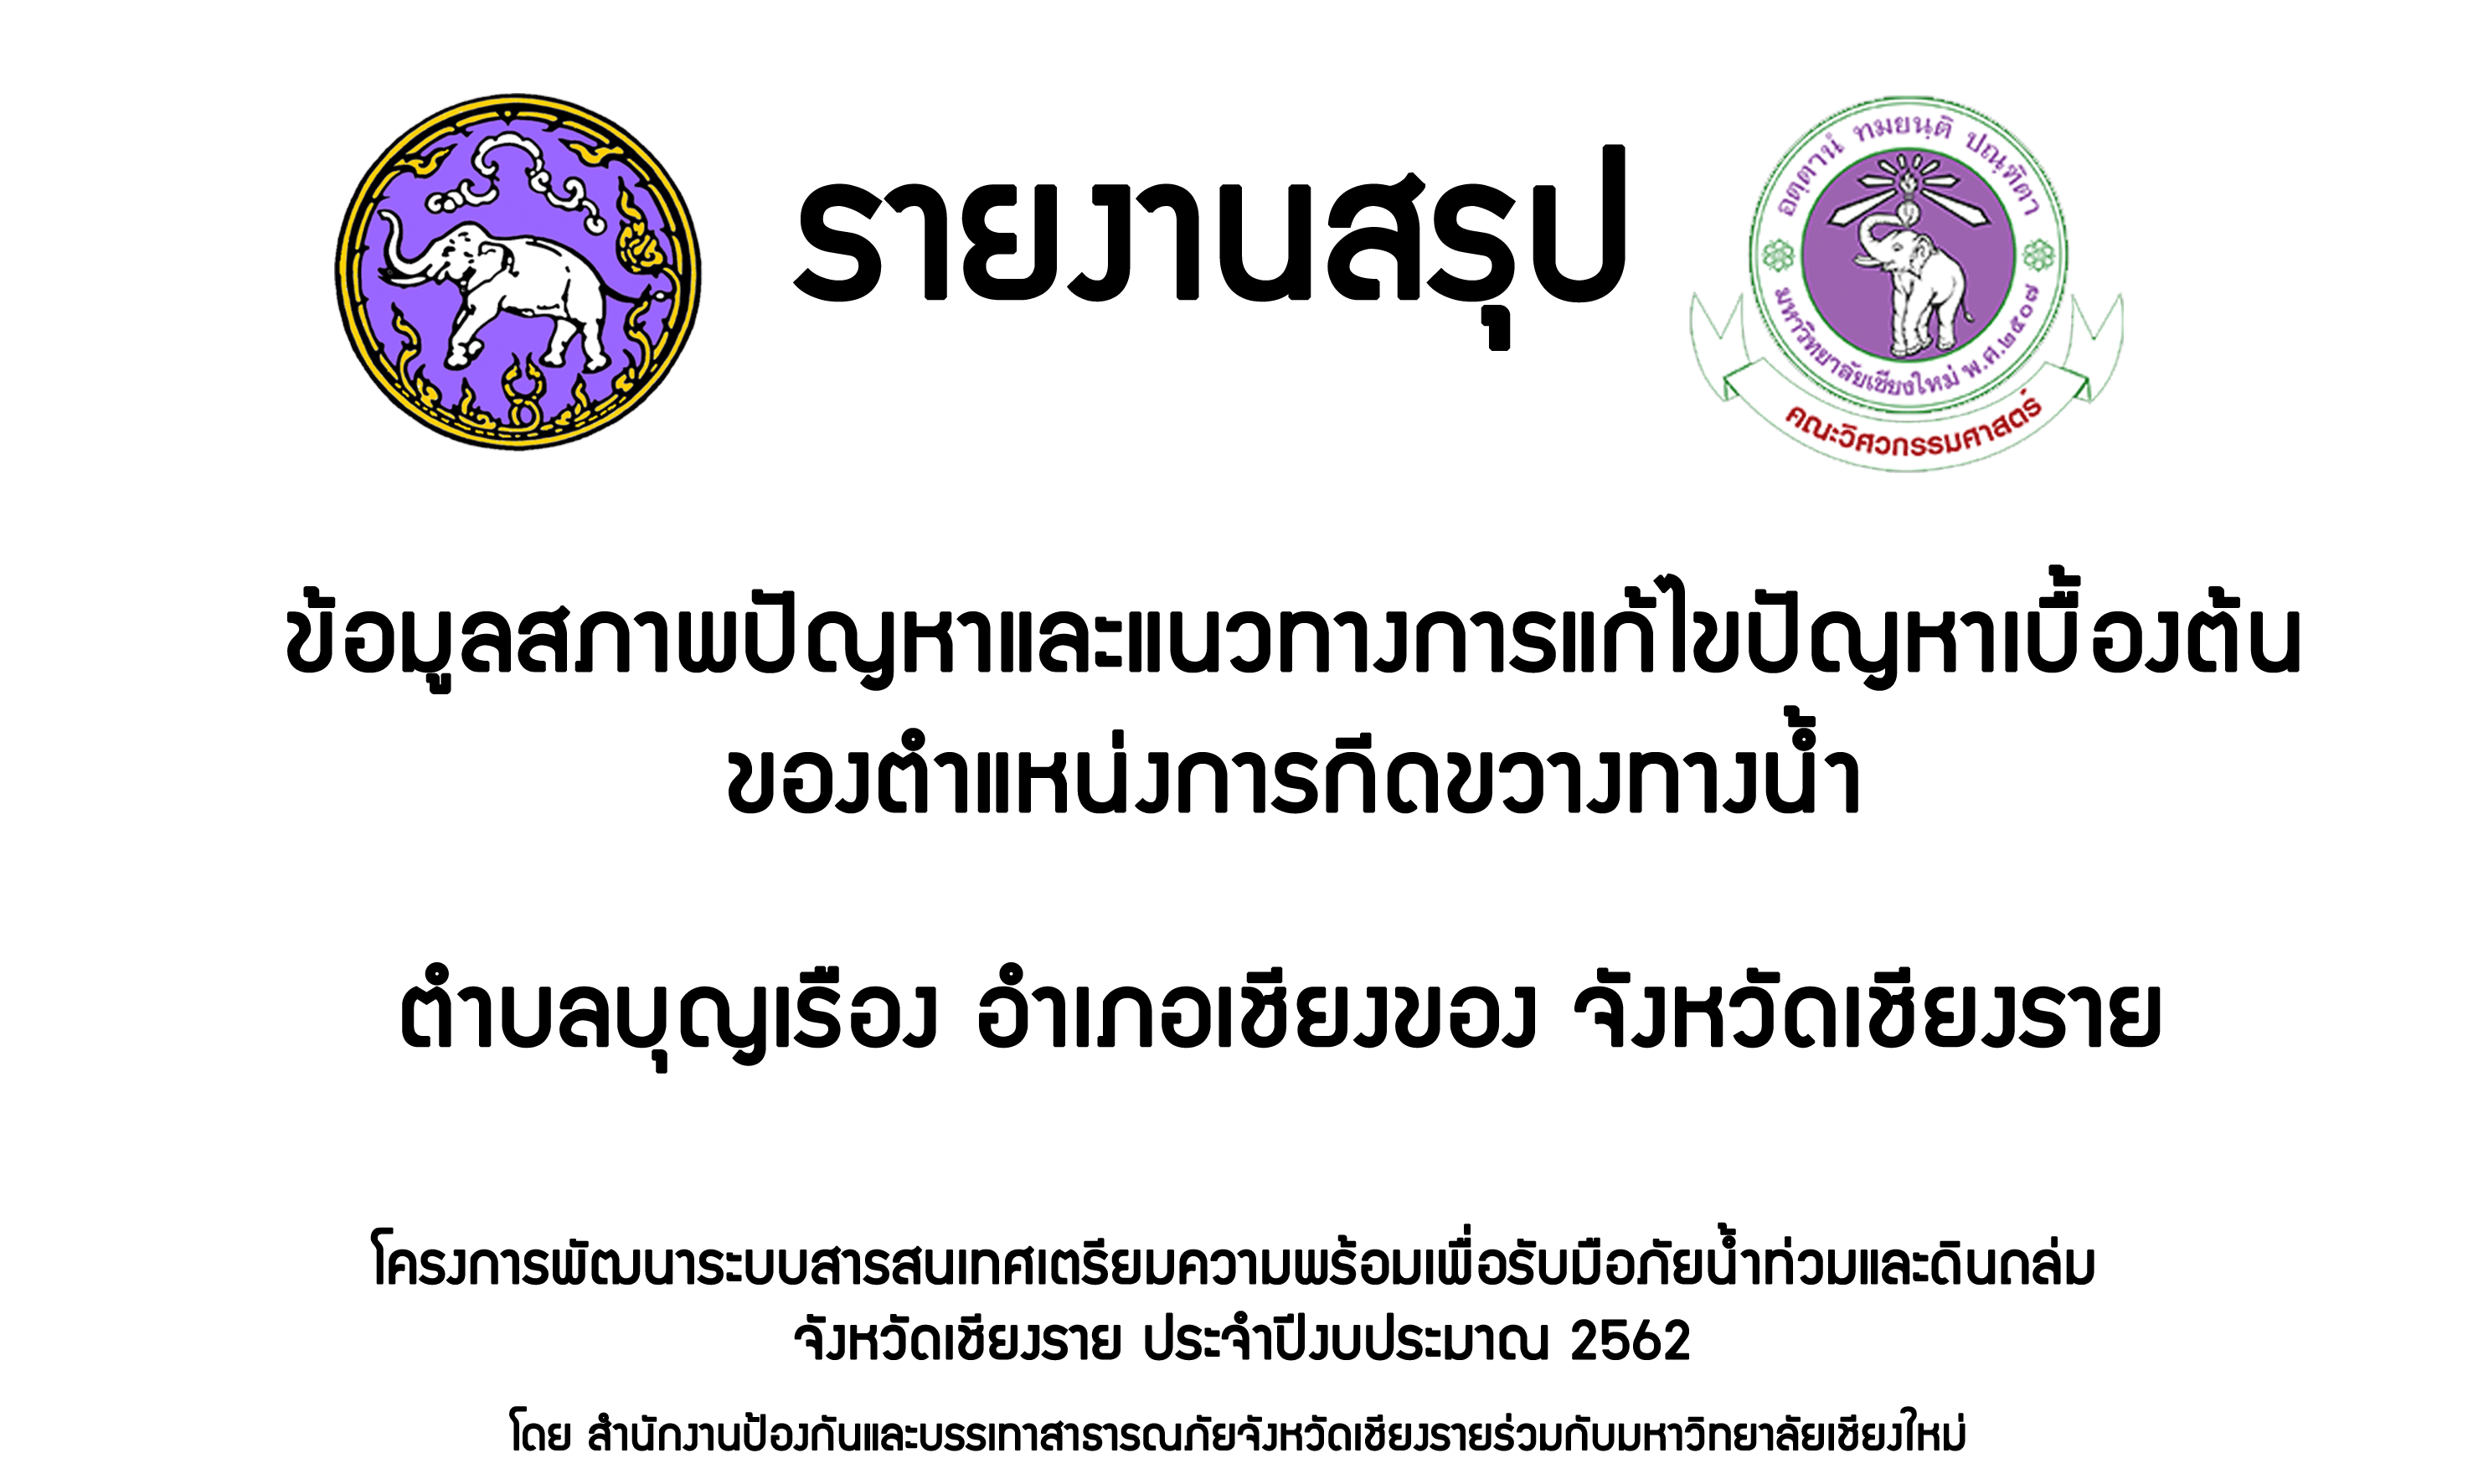 รายงานสรุป
อตฺตานํ ทมยนฺติ ปณฺฑิตา
มหาวิทยาลัยเชียงใหม่ พ.ศ.๒๕๐๗
คณะวิศวกรรมศาสตร์
ข้อมูลสภาพปัญหาและแนวทางการแก้ไขปัญหาเบื้องต้น
ของตำแหน่งการกีดขวางทางน้ำ
ตำบลบุญเรือง อำเภอเชียงของ จังหวัดเชียงราย
โครงการพัฒนาระบบสารสนเทศเตรียมความพร้อมเพื่อรับมือภัยน้ำท่วมและดินถล่ม
จังหวัดเชียงราย ประจำปีงบประมาณ 2562
โดย สำนักงานป้องกันและบรรเทาสาธารณภัยจังหวัดเชียงรายร่วมกับมหาวิทยาลัยเชียงใหม่